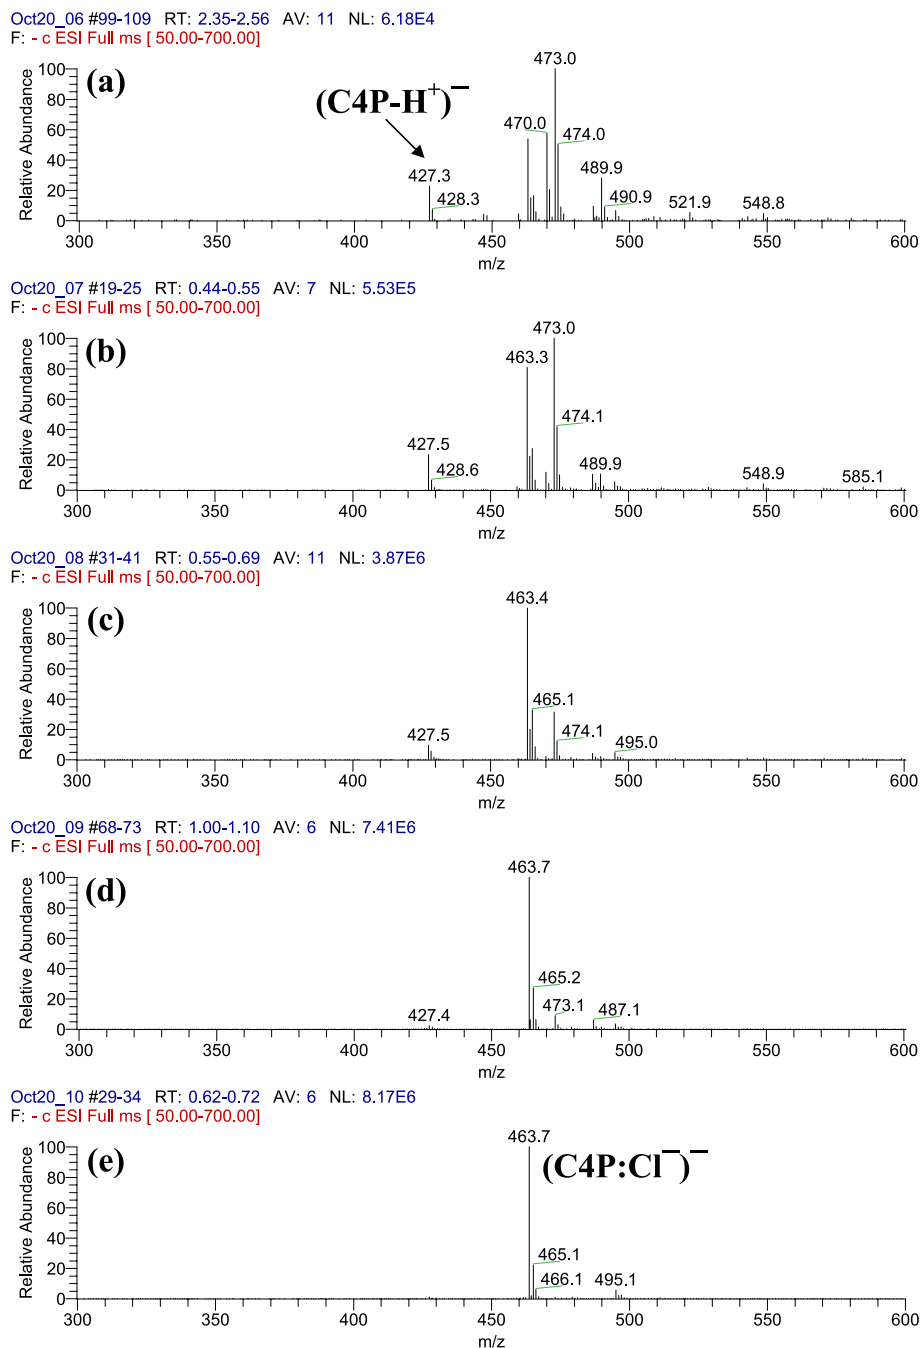 Oct20_06 #99-109 RT: 2.35-2.56 AV: 11 NL: 6.18E4
F: - c ESI Full ms [ 50.00-700.00]
(a)
(C4P-H⁺)⁻
Relative Abundance
100
80
60
40
20
0
473.0
470.0
474.0
427.3
428.3
489.9
490.9
521.9
548.8
300 350 400 450 500 550 600
m/z
Oct20_07 #19-25 RT: 0.44-0.55 AV: 7 NL: 5.53E5
F: - c ESI Full ms [ 50.00-700.00]
(b)
Relative Abundance
100
80
60
40
20
0
473.0
463.3
474.1
427.5
428.6
489.9
548.9
585.1
300 350 400 450 500 550 600
m/z
Oct20_08 #31-41 RT: 0.55-0.69 AV: 11 NL: 3.87E6
F: - c ESI Full ms [ 50.00-700.00]
(c)
Relative Abundance
100
80
60
40
20
0
463.4
465.1
427.5
474.1
495.0
300 350 400 450 500 550 600
m/z
Oct20_09 #68-73 RT: 1.00-1.10 AV: 6 NL: 7.41E6
F: - c ESI Full ms [ 50.00-700.00]
(d)
Relative Abundance
100
80
60
40
20
0
463.7
465.2
473.1
487.1
427.4
300 350 400 450 500 550 600
m/z
Oct20_10 #29-34 RT: 0.62-0.72 AV: 6 NL: 8.17E6
F: - c ESI Full ms [ 50.00-700.00]
(e)
(C4P:Cl⁻)⁻
Relative Abundance
100
80
60
40
20
0
463.7
465.1
466.1
495.1
300 350 400 450 500 550 600
m/z